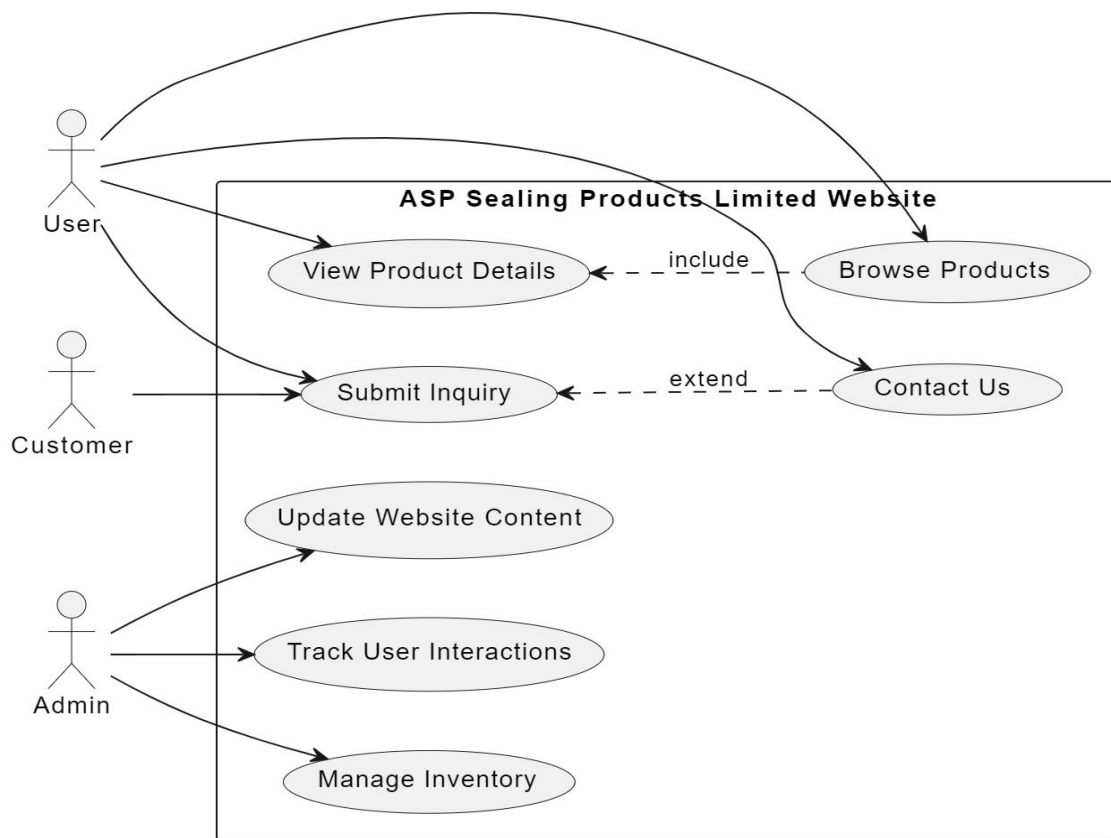 User
ASP Sealing Products Limited Website
View Product Details
include
Browse Products
Customer
Submit Inquiry
extend
Contact Us
Update Website Content
Admin
Track User Interactions
Manage Inventory